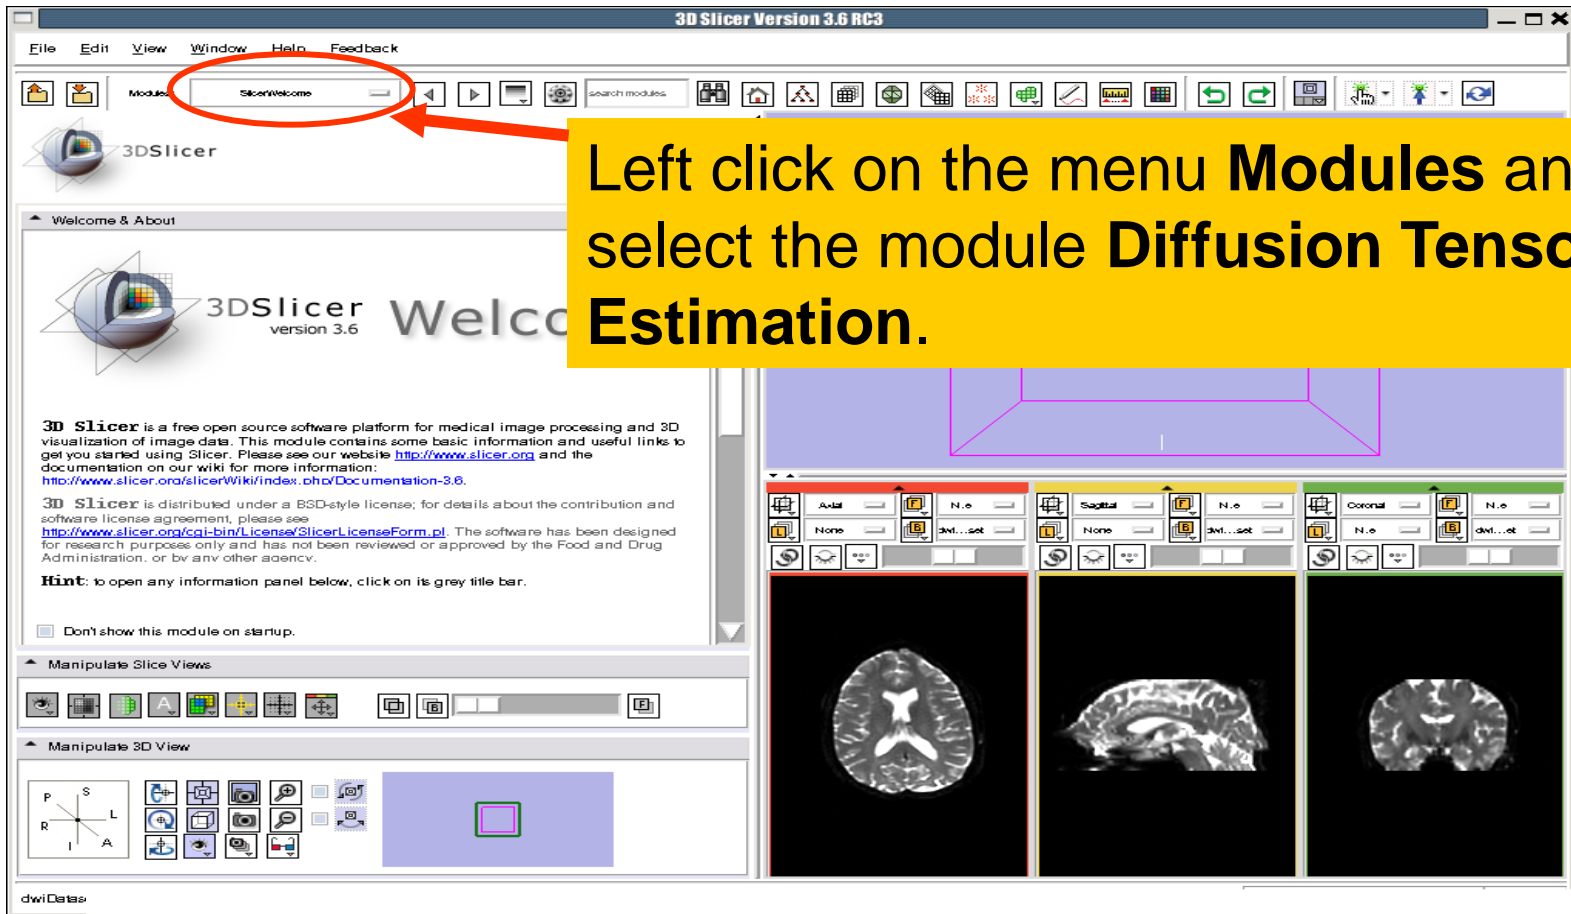 3D Slicer Version 3.6 RC3
File Edit View Window Help Feedback
Modules SlicerWelcome search modules
3DSlicer
Left click on the menu Modules an
select the module Diffusion Tenso
Estimation.
Welcome & About
3DSlicer
version 3.6
Welco
3D Slicer is a free open source software platform for medical image processing and 3D
visualization of image data. This module contains some basic information and useful links to
get you started using Slicer. Please see our website http://www.slicer.org and the
documentation on our wiki for more information:
http://www.slicer.org/slicerWiki/index.php/Documentation-3.6.
3D Slicer is distributed under a BSD-style license; for details about the contribution and
software license agreement, please see
http://www.slicer.org/cgi-bin/License/SlicerLicenseForm.pl. The software has been designed
for research purposes only and has not been reviewed or approved by the Food and Drug
Administration, or by any other agency.
Hint: to open any information panel below, click on its grey title bar.
Don't show this module on startup.
Manipulate Slice Views
A
B F
Manipulate 3D View
P S
R L
I A
Axial F N..e
L None B dwi...set
Sagittal F N..e
L None B dwi...set
Coronal F N..e
L N..e B dwi...et
dwiDatas